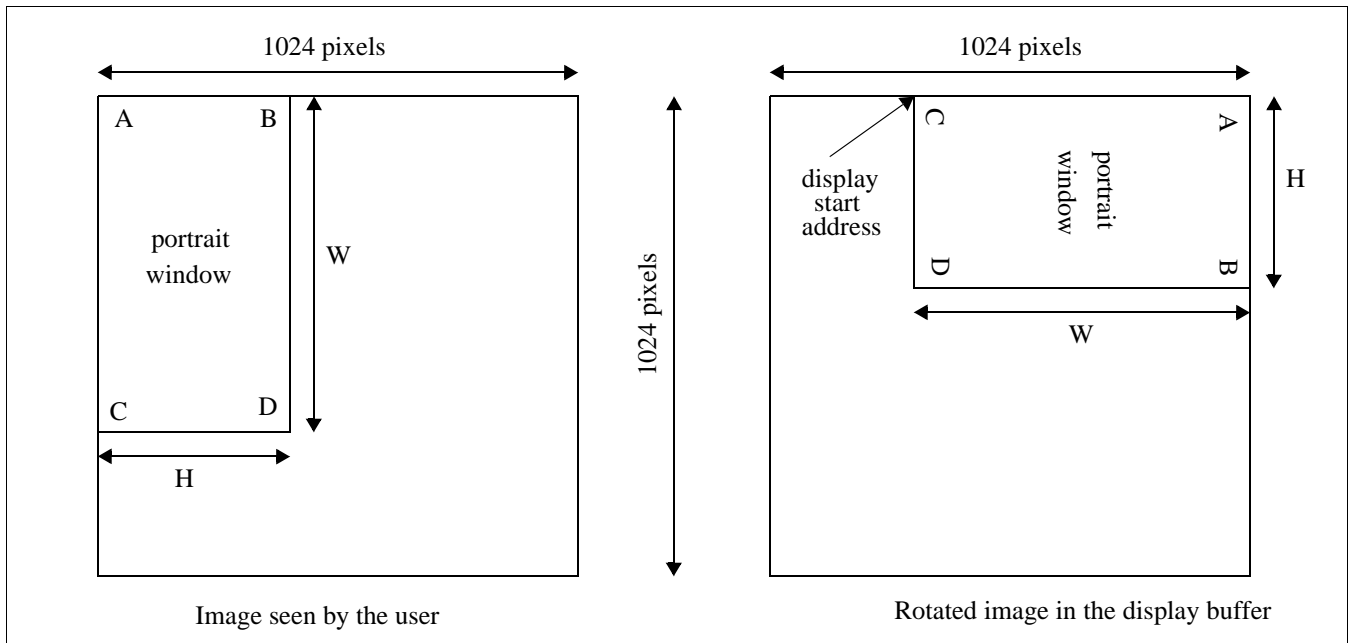 1024 pixels
A
B
portrait
window
W
C
D
H
Image seen by the user
1024 pixels
1024 pixels
C
A
display
start
address
portrait
window
H
D
B
W
Rotated image in the display buffer